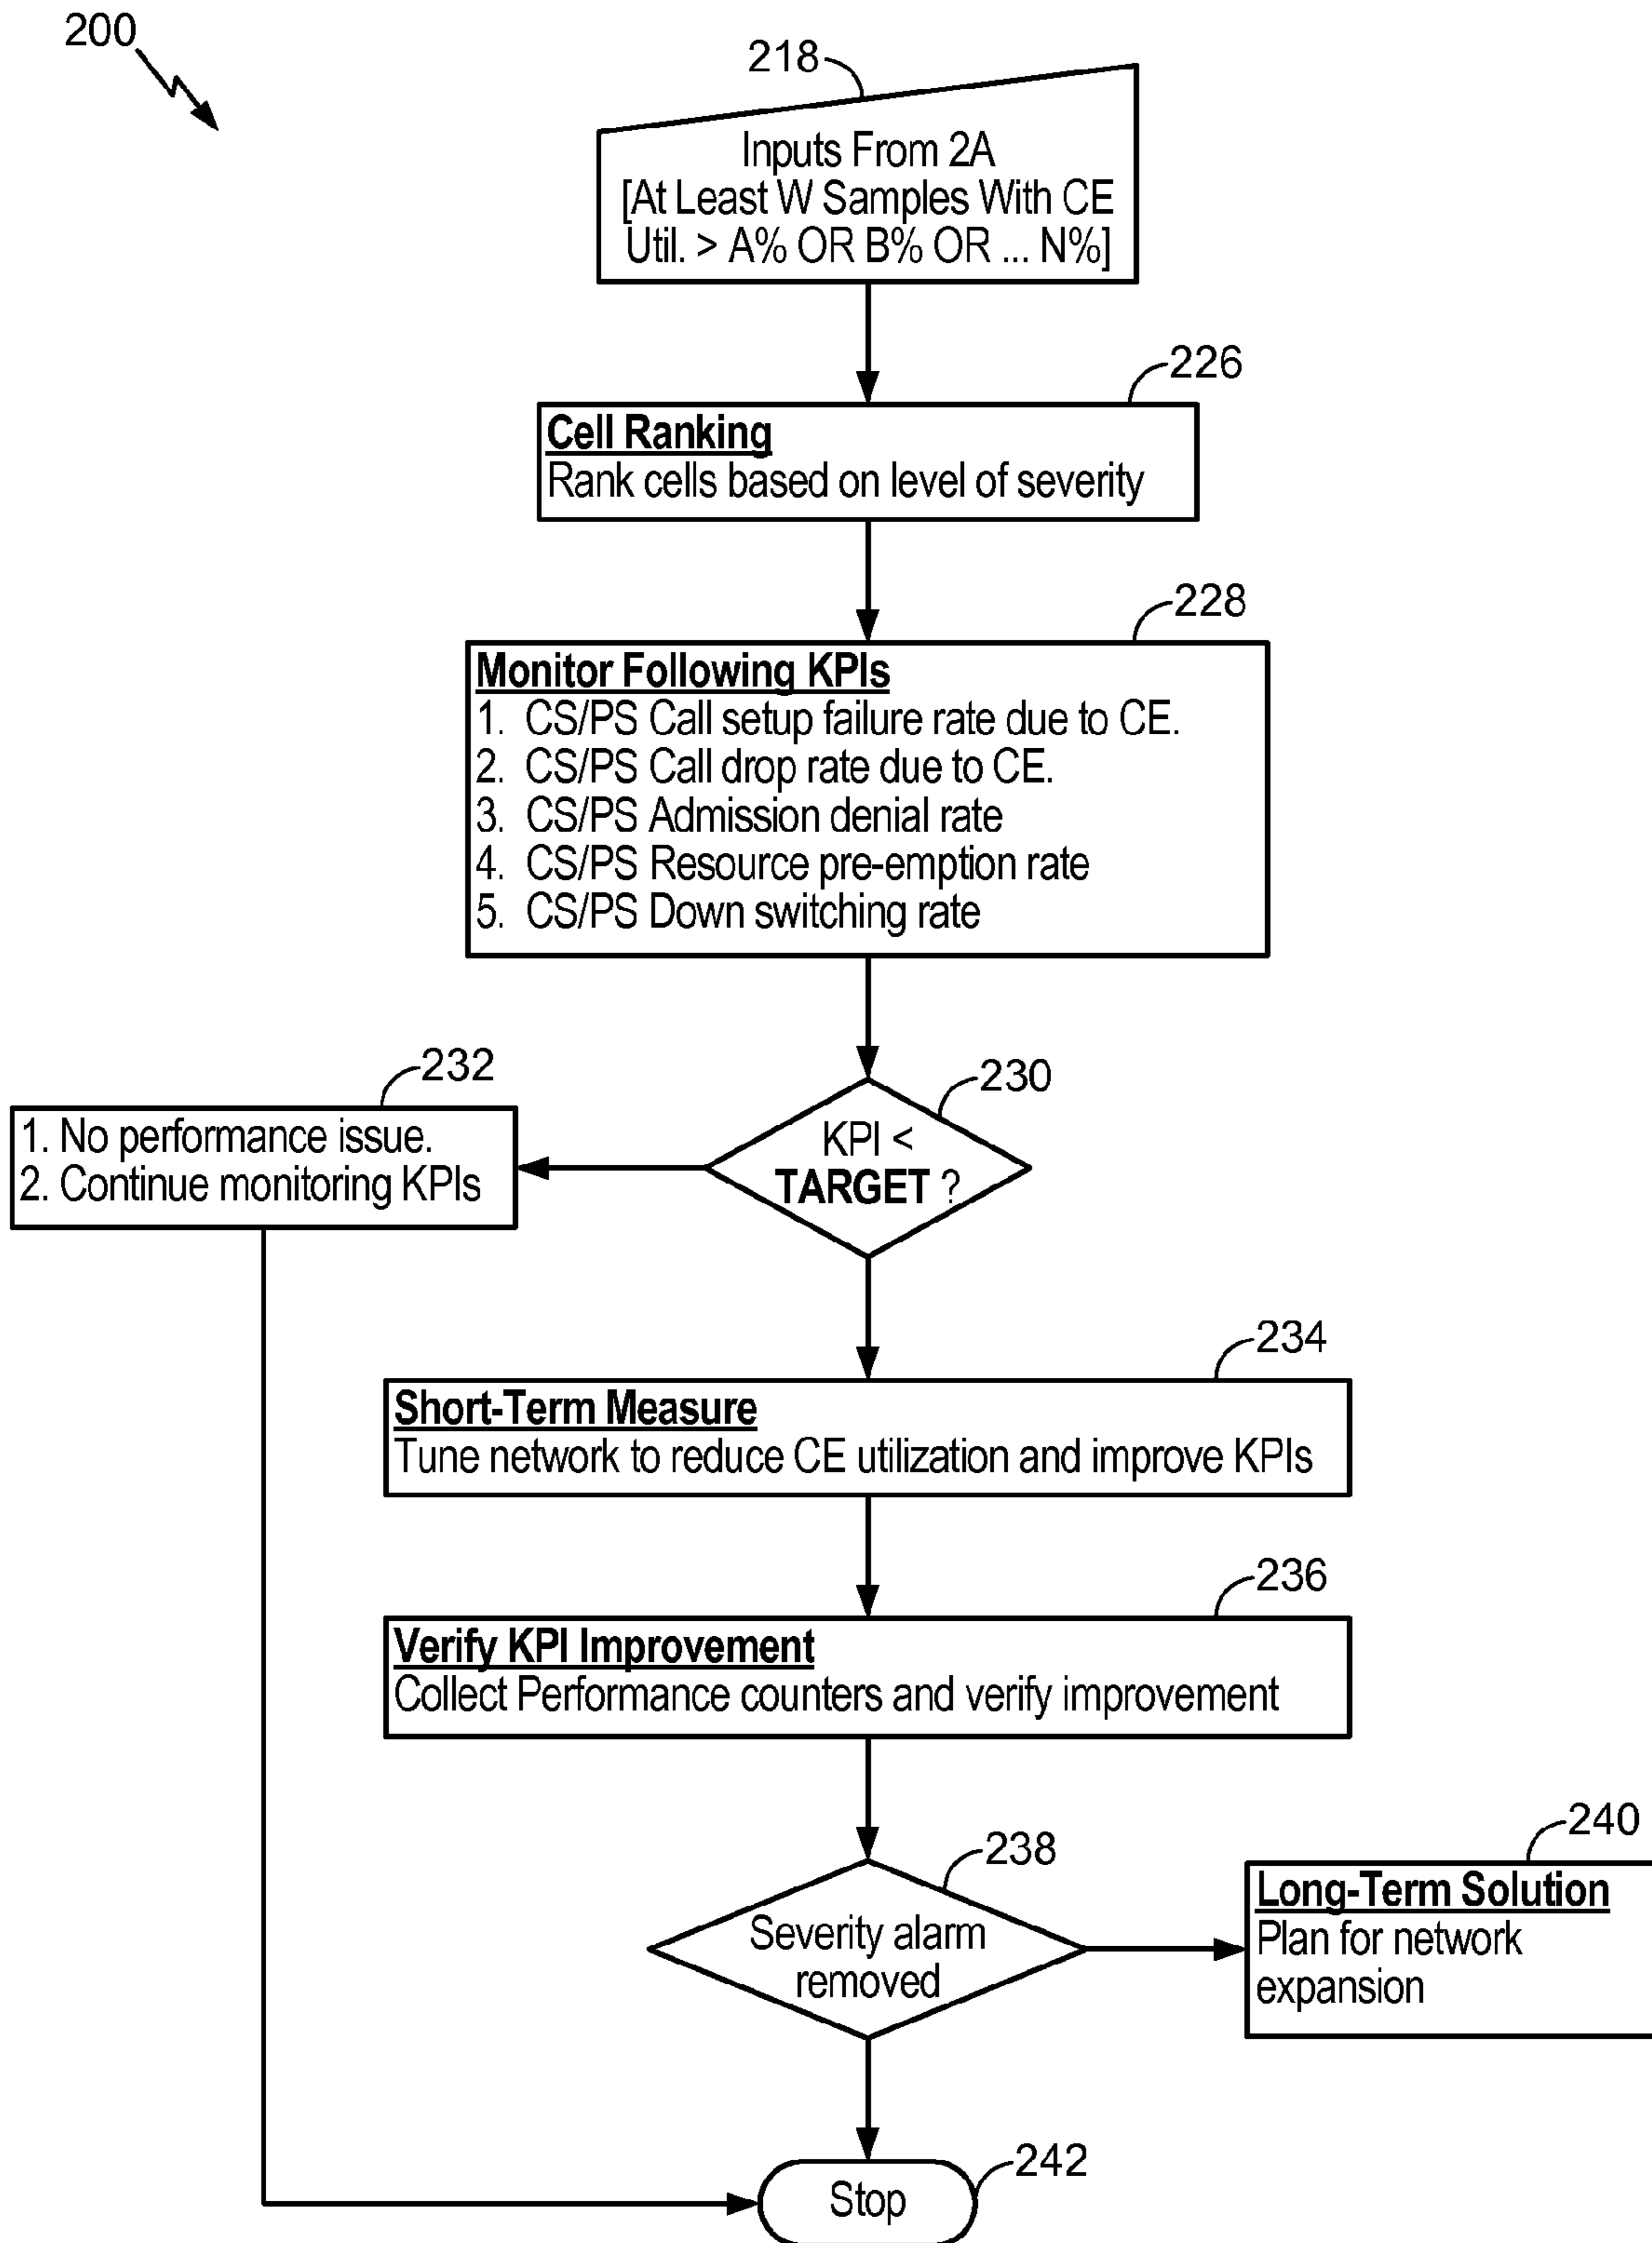 200
218
Inputs From 2A
[At Least W Samples With CE
Util. > A% OR B% OR ... N%]
226
Cell Ranking
Rank cells based on level of severity
228
Monitor Following KPIs
1. CS/PS Call setup failure rate due to CE.
2. CS/PS Call drop rate due to CE.
3. CS/PS Admission denial rate
4. CS/PS Resource pre-emption rate
5. CS/PS Down switching rate
232
1. No performance issue.
2. Continue monitoring KPIs
230
KPI <
TARGET ?
234
Short-Term Measure
Tune network to reduce CE utilization and improve KPIs
236
Verify KPI Improvement
Collect Performance counters and verify improvement
238
Severity alarm
removed
240
Long-Term Solution
Plan for network
expansion
242
Stop